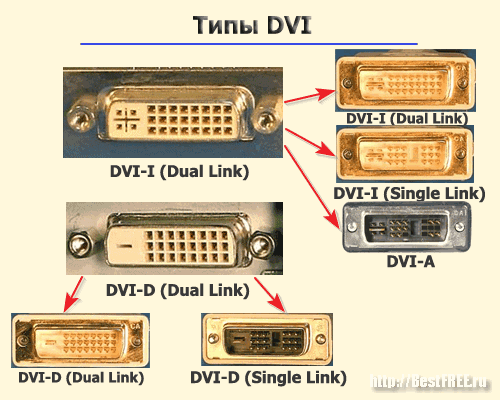 Типы DVI
DVI-I (Dual Link)
DVI-I (Dual Link)
DVI-I (Single Link)
DVI-A
DVI-D (Dual Link)
DVI-D (Dual Link)
DVI-D (Single Link)
http://BestFREE.ru